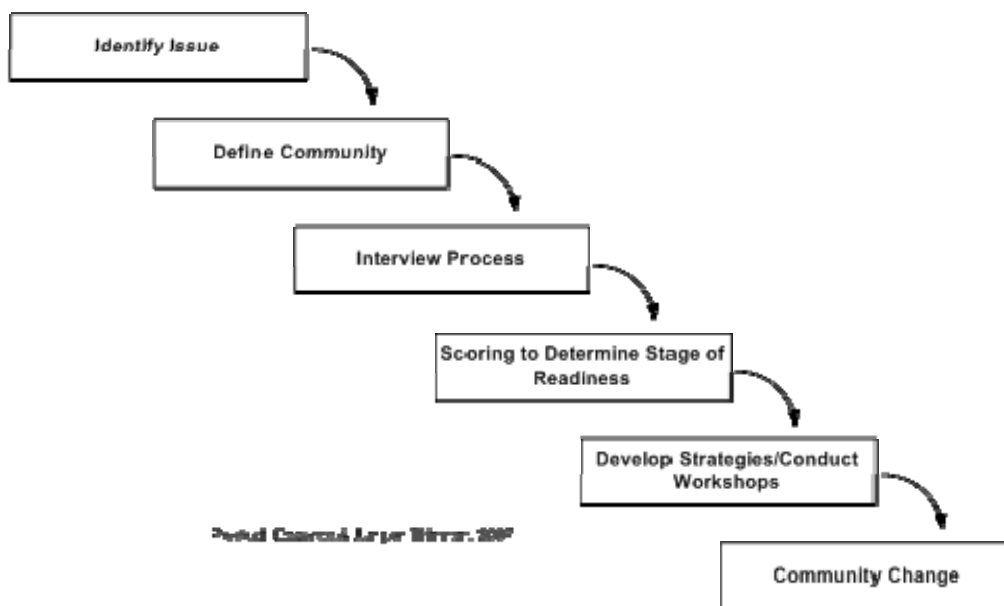 Identify Issue
Define Community
Interview Process
Scoring to Determine Stage of
Readiness
Develop Strategies/Conduct
Workshops
Community Change